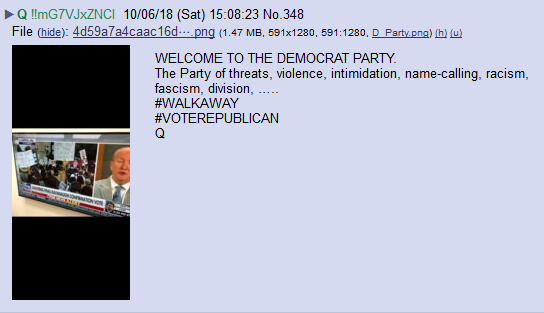 Q !!mG7VJxZNCI 10/06/18 (Sat) 15:08:23 No.348
File (hide): 4d59a7a4caac16d⋯.png (1.47 MB, 591x1280, 591:1280, D_Party.png) (h) (u)
WELCOME TO THE DEMOCRAT PARTY.
The Party of threats, violence, intimidation, name-calling, racism,
fascism, division, …..
#WALKAWAY
#VOTEREPUBLICAN
Q
CONFIRMATION VOTE